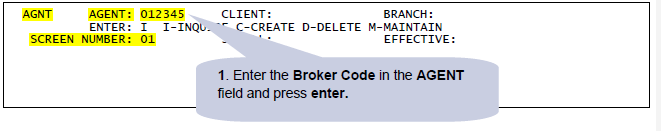 AGNT AGENT: 012345 CLIENT: BRANCH:
ENTER: I I-INQUIRE C-CREATE D-DELETE M-MAINTAIN
SCREEN NUMBER: 01 EFFECTIVE:
1. Enter the Broker Code in the AGENT
field and press enter.